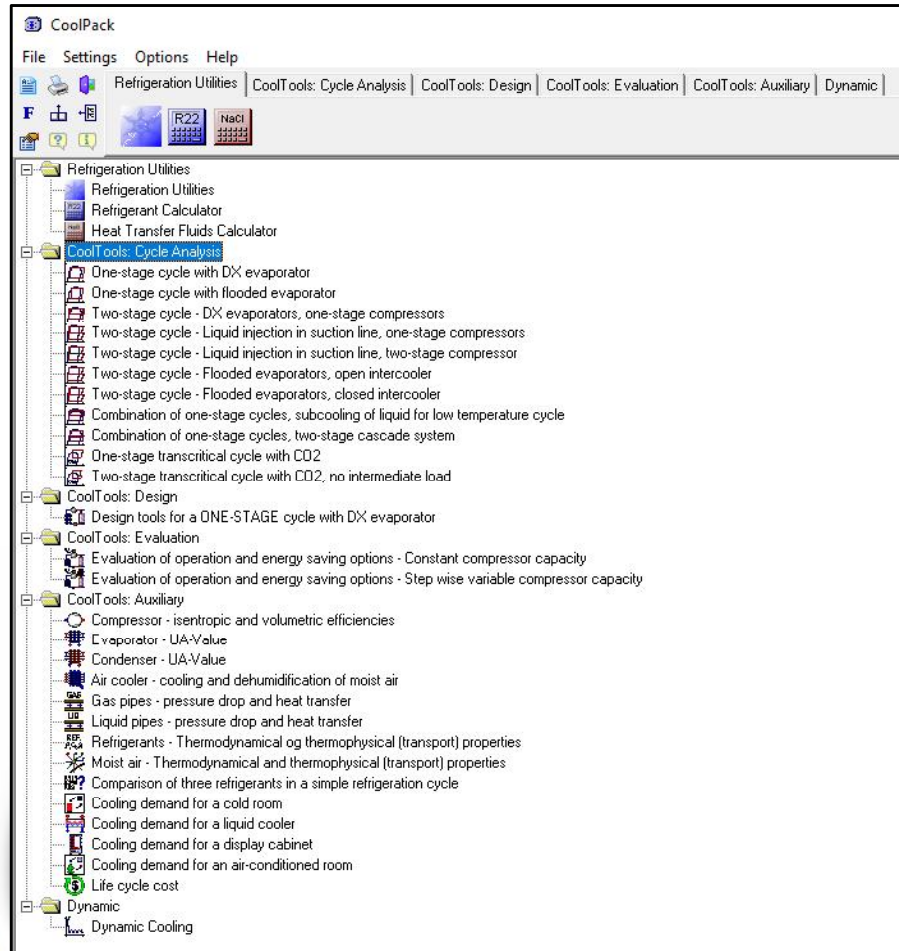 CoolPack
File Settings Options Help
Refrigeration Utilities CoolTools: Cycle Analysis CoolTools: Design CoolTools: Evaluation CoolTools: Auxiliary Dynamic
F R22 NaCl
Refrigeration Utilities
Refrigeration Utilities
Refrigerant Calculator
Heat Transfer Fluids Calculator
CoolTools: Cycle Analysis
One-stage cycle with DX evaporator
One-stage cycle with flooded evaporator
Two-stage cycle - DX evaporators, one-stage compressors
Two-stage cycle - Liquid injection in suction line, one-stage compressors
Two-stage cycle - Liquid injection in suction line, two-stage compressor
Two-stage cycle - Flooded evaporators, open intercooler
Two-stage cycle - Flooded evaporators, closed intercooler
Combination of one-stage cycles, subcooling of liquid for low temperature cycle
Combination of one-stage cycles, two-stage cascade system
One-stage transcritical cycle with CO2
Two-stage transcritical cycle with CO2, no intermediate load
CoolTools: Design
Design tools for a ONE-STAGE cycle with DX evaporator
CoolTools: Evaluation
Evaluation of operation and energy saving options - Constant compressor capacity
Evaluation of operation and energy saving options - Step wise variable compressor capacity
CoolTools: Auxiliary
Compressor - isentropic and volumetric efficiencies
Evaporator - UA-Value
Condenser - UA-Value
Air cooler - cooling and dehumidification of moist air
GAS Gas pipes - pressure drop and heat transfer
LIQ Liquid pipes - pressure drop and heat transfer
REF. Refrigerants - Thermodynamical og thermophysical (transport) properties
Moist air - Thermodynamical and thermophysical (transport) properties
Comparison of three refrigerants in a simple refrigeration cycle
Cooling demand for a cold room
Cooling demand for a liquid cooler
Cooling demand for a display cabinet
Cooling demand for an air-conditioned room
Life cycle cost
Dynamic
Dynamic Cooling